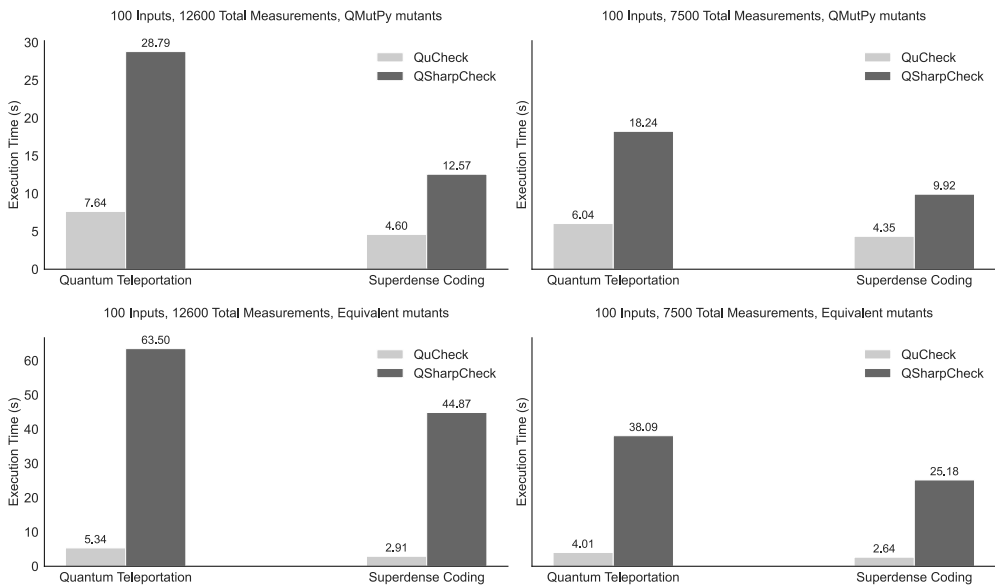 100 Inputs, 12600 Total Measurements, QMutPy mutants
Execution Time (s)
30
25
20
15
10
5
0
QuCheck
QSharpCheck
28.79
7.64
12.57
4.60
Quantum Teleportation
Superdense Coding
100 Inputs, 7500 Total Measurements, QMutPy mutants
Execution Time (s)
QuCheck
QSharpCheck
18.24
6.04
9.92
4.35
Quantum Teleportation
Superdense Coding
100 Inputs, 12600 Total Measurements, Equivalent mutants
Execution Time (s)
60
50
40
30
20
10
0
QuCheck
QSharpCheck
63.50
5.34
44.87
2.91
Quantum Teleportation
Superdense Coding
100 Inputs, 7500 Total Measurements, Equivalent mutants
Execution Time (s)
QuCheck
QSharpCheck
38.09
4.01
25.18
2.64
Quantum Teleportation
Superdense Coding